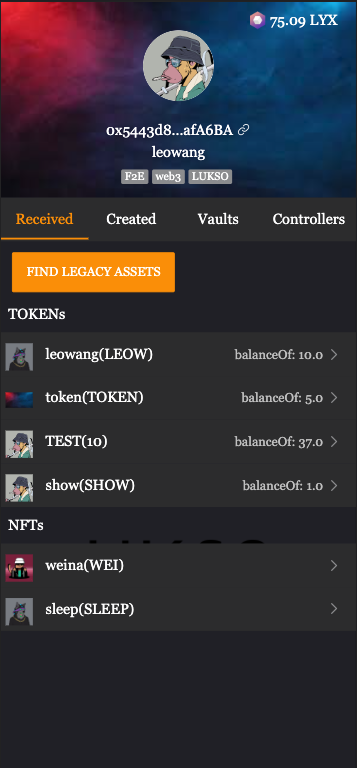 75.09 LYX
0x5443d8...afA6BA
leowang
F2E web3 LUKSO
Received Created Vaults Controllers
FIND LEGACY ASSETS
TOKENs
leowang(LEOW) balanceOf: 10.0
token(TOKEN) balanceOf: 5.0
TEST(10) balanceOf: 37.0
show(SHOW) balanceOf: 1.0
NFTs
weina(WEI)
sleep(SLEEP)